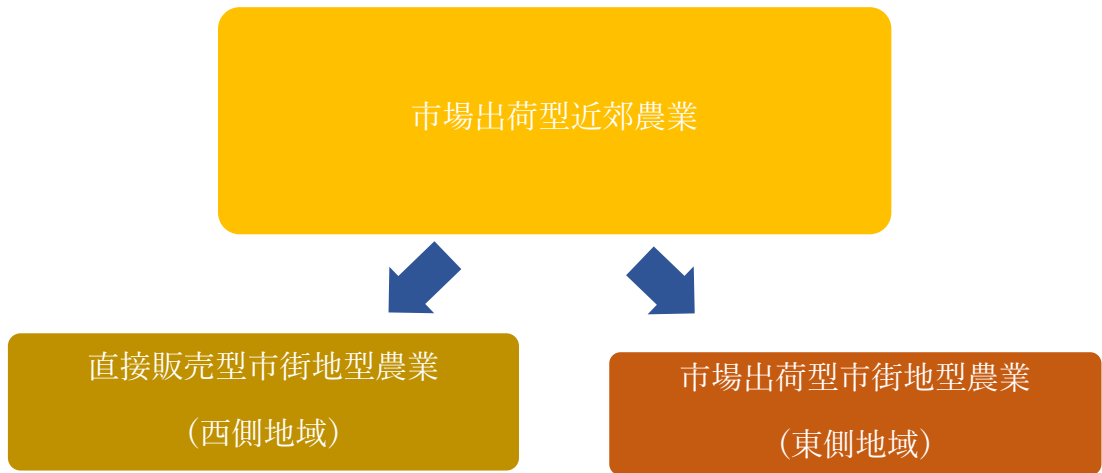 市場出荷型近郊農業
直接販売型市街地型農業
（西側地域）
市場出荷型市街地型農業
（東側地域）